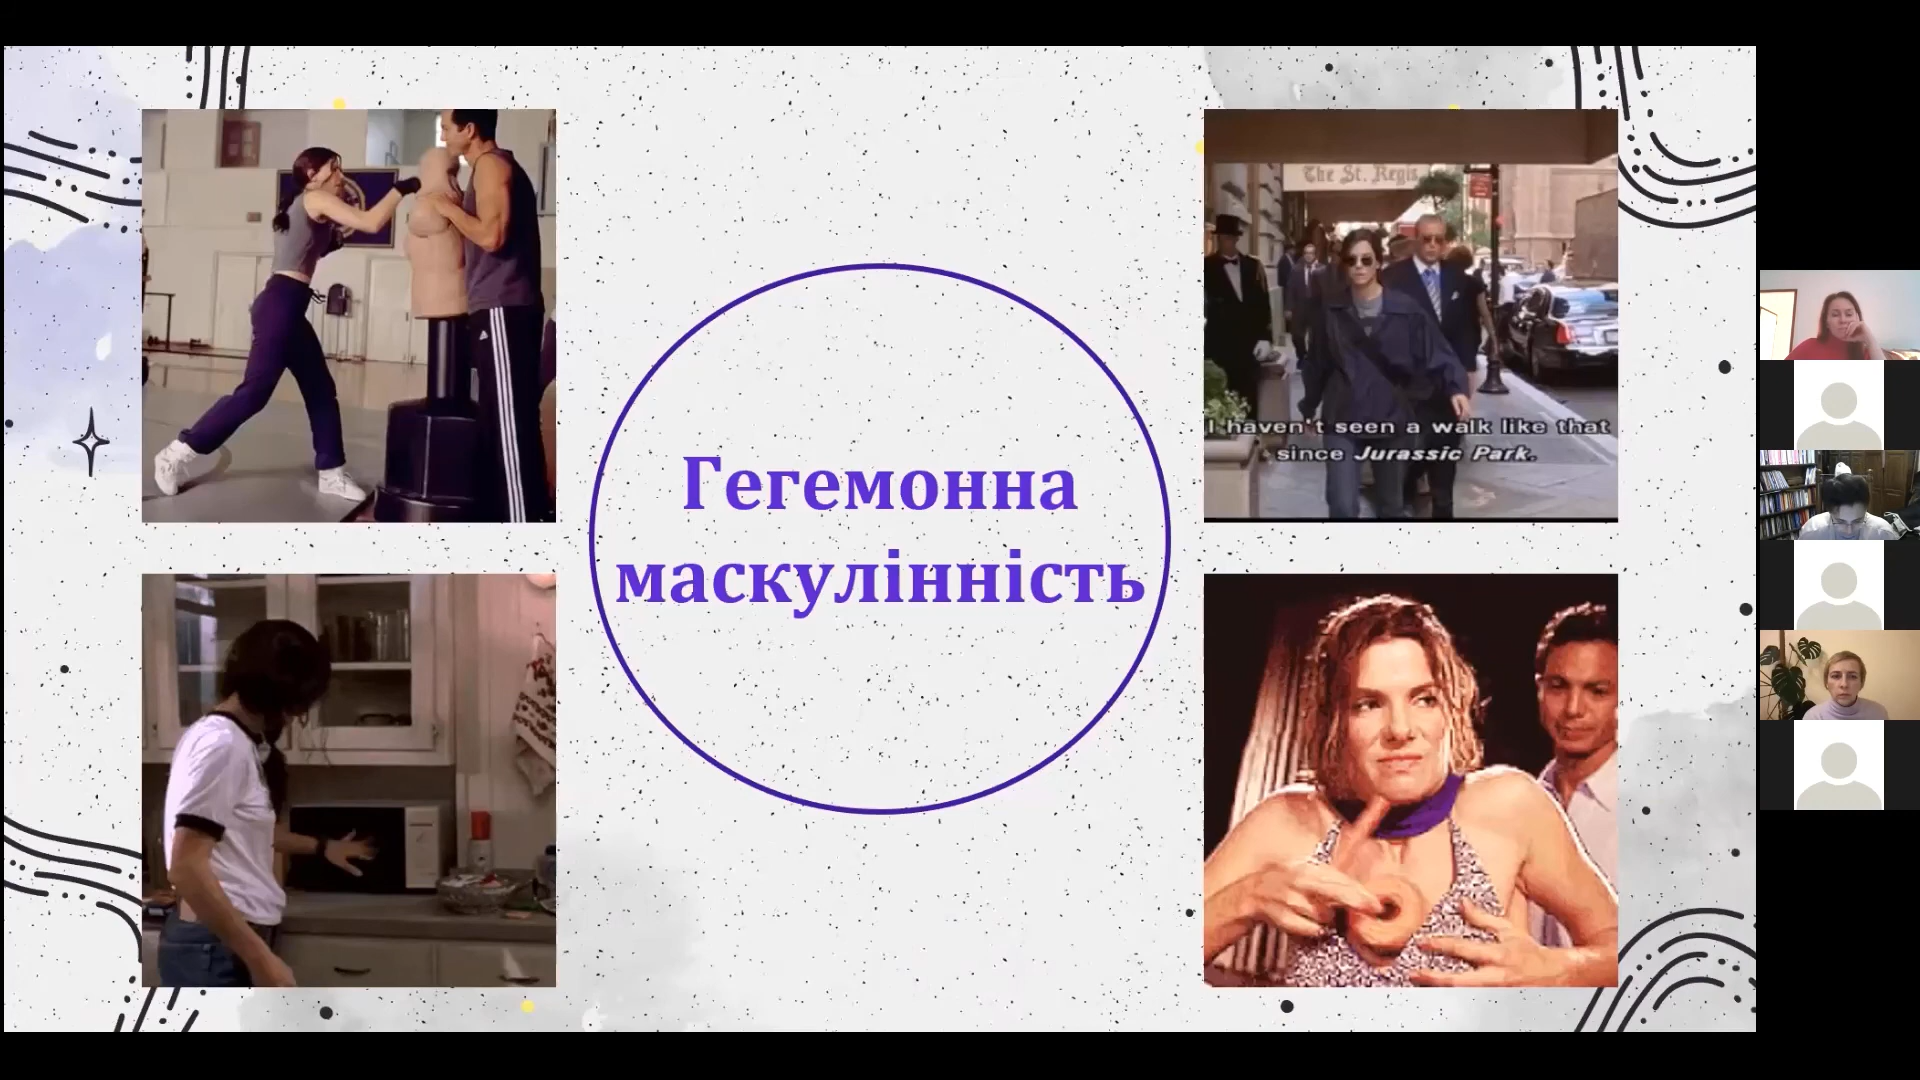 Гегемонна
маскулінність
The St. Regis
I haven't seen a walk like that
since Jurassic Park.